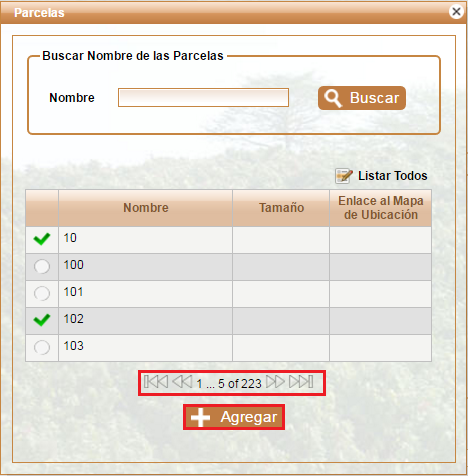 Parcelas
Buscar Nombre de las Parcelas
Nombre
Buscar
Listar Todos
Nombre Tamaño Enlace al Mapa
de Ubicación
10
100
101
102
103
1 ... 5 of 223
Agregar